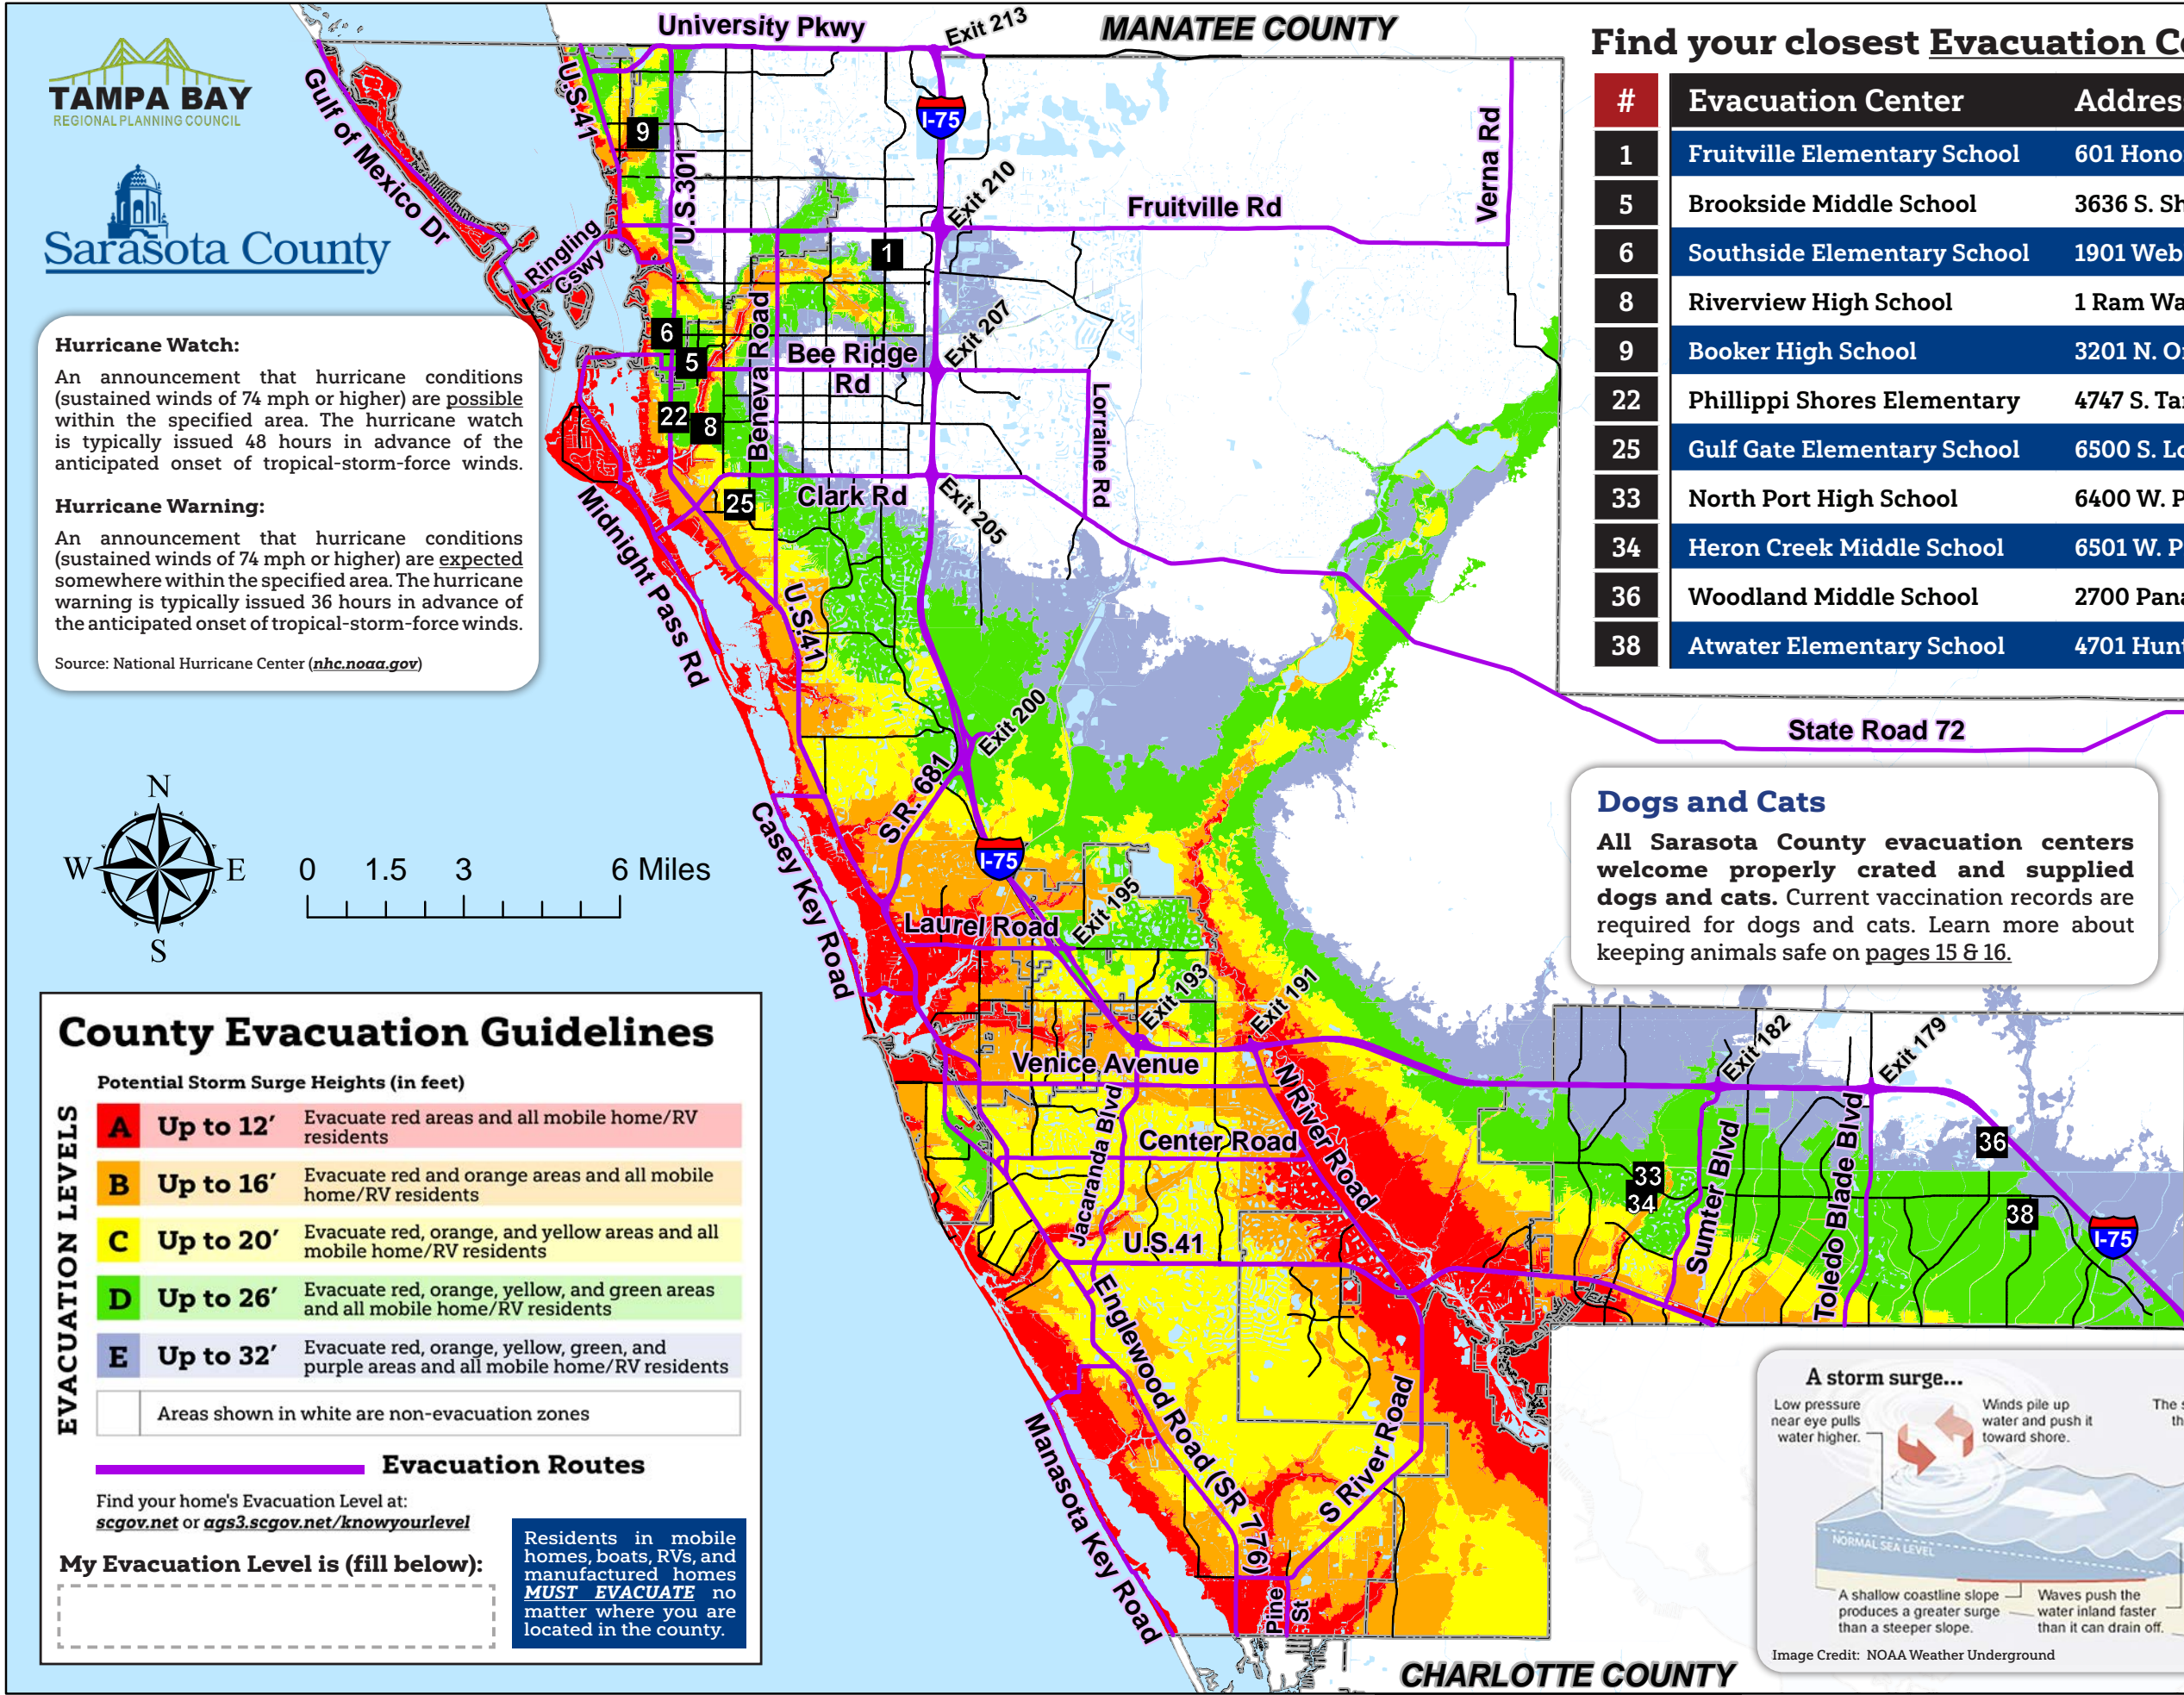 TAMPA BAY
REGIONAL PLANNING COUNCIL
Sarasota County
Hurricane Watch:
An announcement that hurricane conditions
(sustained winds of 74 mph or higher) are possible
within the specified area. The hurricane watch
is typically issued 48 hours in advance of the
anticipated onset of tropical-storm-force winds.
Hurricane Warning:
An announcement that hurricane conditions
(sustained winds of 74 mph or higher) are expected
somewhere within the specified area. The hurricane
warning is typically issued 36 hours in advance of
the anticipated onset of tropical-storm-force winds.
Source: National Hurricane Center (nhc.noaa.gov)
N
W E
S
0 1.5 3 6 Miles
County Evacuation Guidelines
Potential Storm Surge Heights (in feet)
EVACUATION LEVELS
A Up to 12′ Evacuate red areas and all mobile home/RV
residents
B Up to 16′ Evacuate red and orange areas and all mobile
home/RV residents
C Up to 20′ Evacuate red, orange, and yellow areas and all
mobile home/RV residents
D Up to 26′ Evacuate red, orange, yellow, and green areas
and all mobile home/RV residents
E Up to 32′ Evacuate red, orange, yellow, green, and
purple areas and all mobile home/RV residents
Areas shown in white are non-evacuation zones
Evacuation Routes
Find your home's Evacuation Level at:
scgov.net or ags3.scgov.net/knowyourlevel
My Evacuation Level is (fill below):
Residents in mobile
homes, boats, RVs, and
manufactured homes
MUST EVACUATE no
matter where you are
located in the county.
University Pkwy
Exit 213
MANATEE COUNTY
Gulf of Mexico Dr
U.S.41
9
U.S.301
I-75
Exit 210
Verna Rd
Fruitville Rd
Ringling
Cswy
1
6
5
Beneva Road
Bee Ridge
Rd
Exit 207
22
8
Lorraine Rd
25
Clark Rd
Exit 205
Midnight Pass Rd
U.S.41
Exit 200
S.R. 681
State Road 72
Casey Key Road
I-75
Laurel Road
Exit 195
Exit 193
Exit 191
Venice Avenue
N River Road
Jacaranda Blvd
Center Road
U.S.41
Englewood Road (SR 776)
S River Road
Manasota Key Road
Pine
St
Exit 182
Exit 179
33
34
Sumter Blvd
Toledo Blade Blvd
36
38
I-75
CHARLOTTE COUNTY
Find your closest Evacuation C
# Evacuation Center Addres
1 Fruitville Elementary School 601 Hono
5 Brookside Middle School 3636 S. Sh
6 Southside Elementary School 1901 Web
8 Riverview High School 1 Ram Wa
9 Booker High School 3201 N. O
22 Phillippi Shores Elementary 4747 S. Ta
25 Gulf Gate Elementary School 6500 S. Lo
33 North Port High School 6400 W. P
34 Heron Creek Middle School 6501 W. P
36 Woodland Middle School 2700 Pana
38 Atwater Elementary School 4701 Hun
Dogs and Cats
All Sarasota County evacuation centers
welcome properly crated and supplied
dogs and cats. Current vaccination records are
required for dogs and cats. Learn more about
keeping animals safe on pages 15 & 16.
A storm surge...
Low pressure
near eye pulls
water higher.
Winds pile up
water and push it
toward shore.
The
th
NORMAL SEA LEVEL
A shallow coastline slope
produces a greater surge
than a steeper slope.
Waves push the
water inland faster
than it can drain off.
Image Credit: NOAA Weather Underground